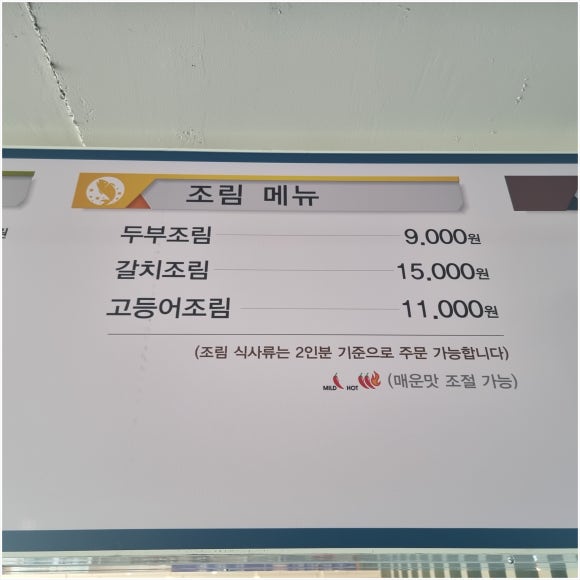 조림 메뉴
두부조림 9.000원
갈치조림 15.000원
고등어조림 11.000원
(조림 식사류는 2인분 기준으로 주문 가능합니다)
MILD HOT (매운맛 조절 가능)
원